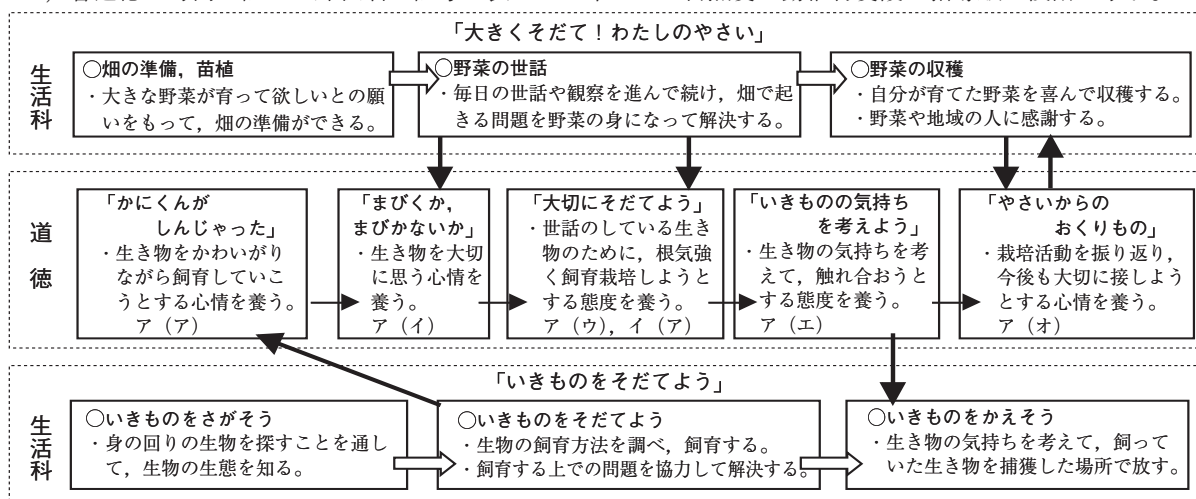 「大きくそだて！わたしのやさい」
生活科
○畑の準備，苗植
・大きな野菜が育って欲しいとの願
いをもって，畑の準備ができる。
○野菜の世話
・毎日の世話や観察を進んで続け，畑で起
きる問題を野菜の身になって解決する。
○野菜の収穫
・自分が育てた野菜を喜んで収穫する。
・野菜や地域の人に感謝する。
道徳
「かにくんが
しんじゃった」
・生き物をかわいがり
ながら飼育していこ
うとする心情を養う。
ア（ア）
「まびくか，
まびかないか」
・生き物を大切
に思う心情を
養う。
ア（イ）
「大切にそだてよう」
・世話のしている生き
物のために，根気強
く飼育栽培しようと
する態度を養う。
ア（ウ），イ（ア）
「いきものの気持ち
を考えよう」
・生き物の気持ちを考
えて，触れ合おうと
する態度を養う。
ア（エ）
「やさいからの
おくりもの」
・栽培活動を振り返り，
今後も大切に接しよう
とする心情を養う。
ア（オ）
「いきものをそだてよう」
生活科
○いきものをさがそう
・身の回りの生物を探すことを通し
て，生物の生態を知る。
○いきものをそだてよう
・生物の飼育方法を調べ，飼育する。
・飼育する上での問題を協力して解決する。
○いきものをかえそう
・生き物の気持ちを考えて，飼って
いた生き物を捕獲した場所で放す。